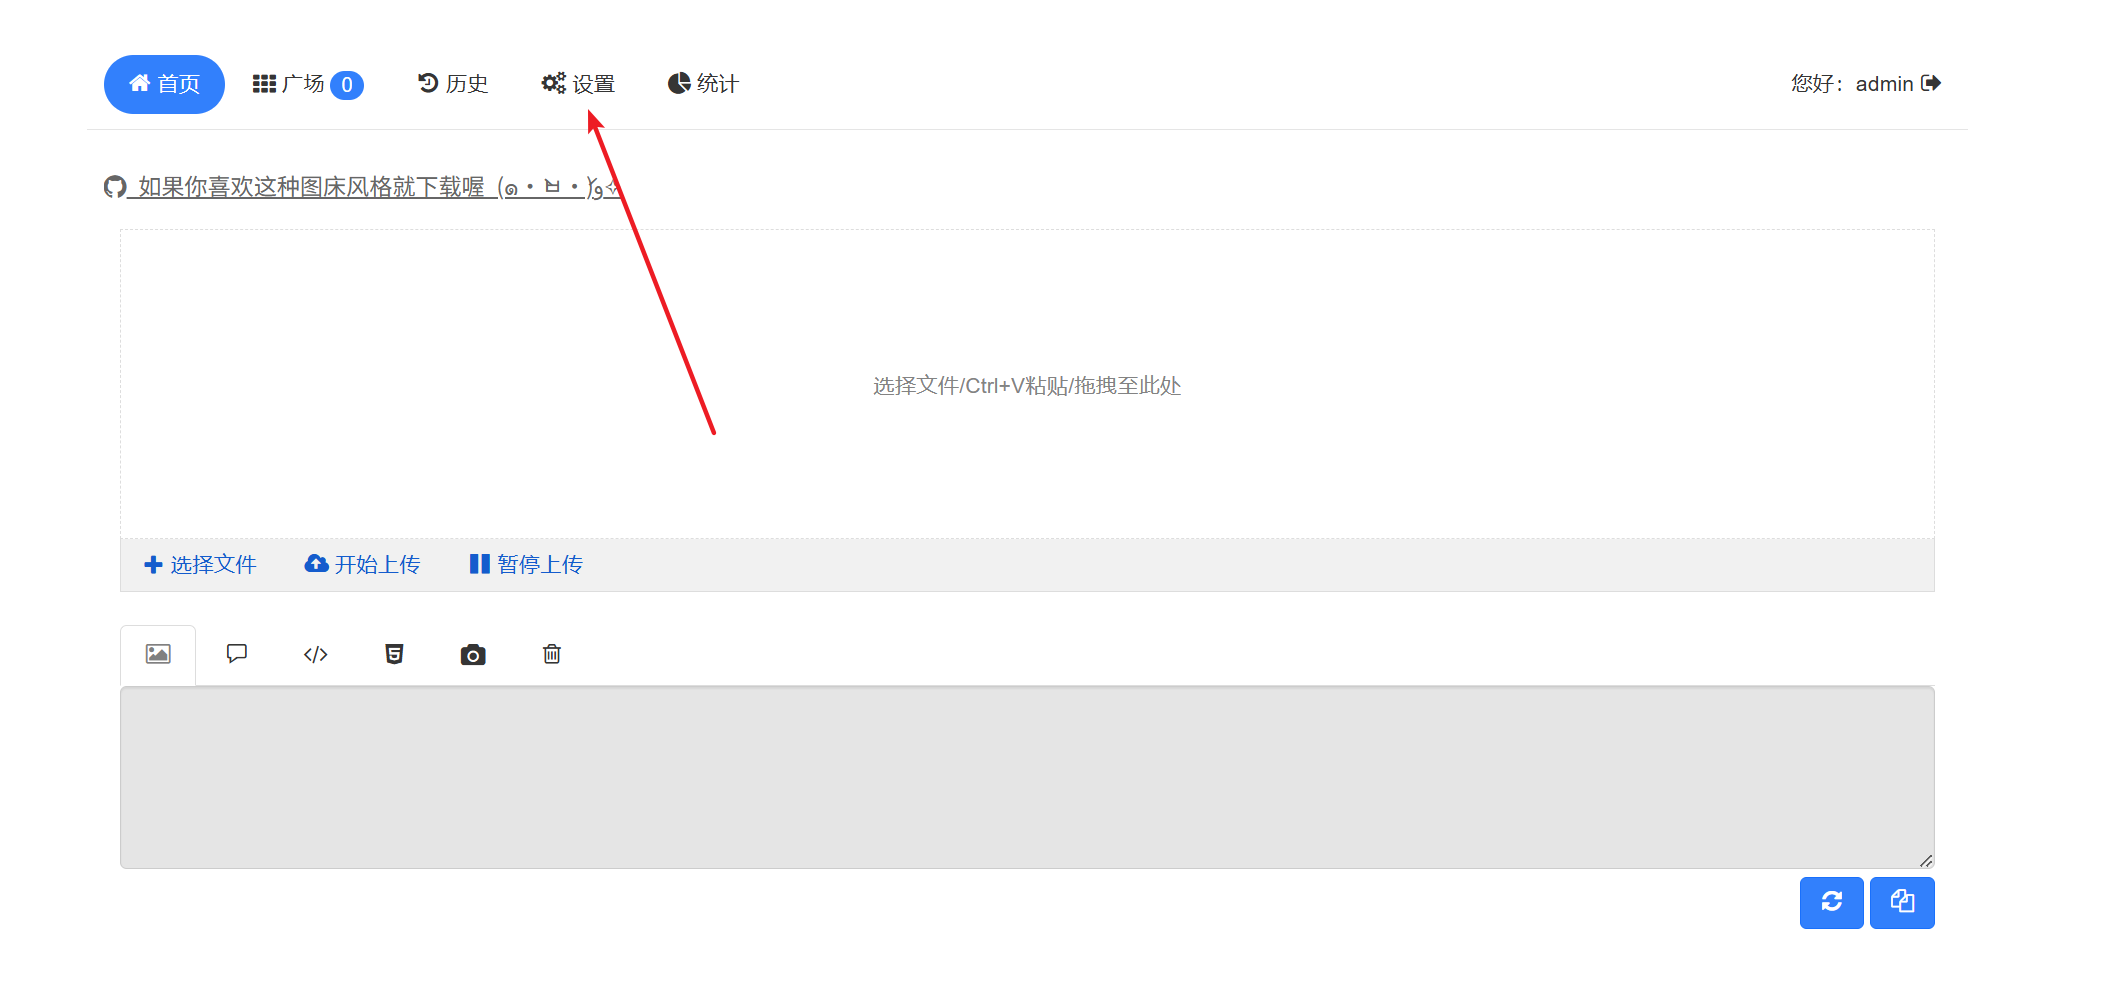 首页 广场 0 历史 设置 统计 您好：admin
如果你喜欢这种图床风格就下载喔 (๑•̀ㅂ•́)و✧
选择文件/Ctrl+V粘贴/拖拽至此处
选择文件 开始上传 暂停上传